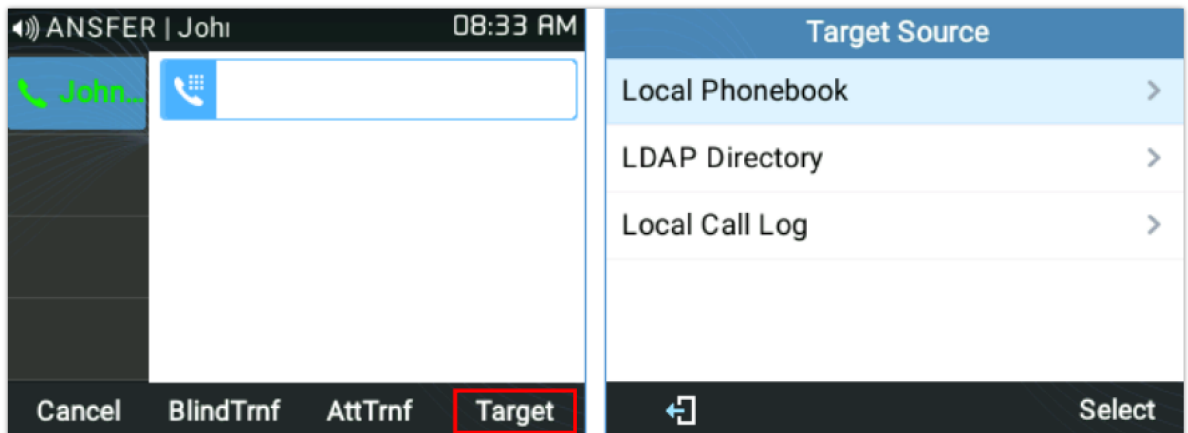 ANSFER | Johı
08:33 AM
John...
Cancel
BlindTrnf
AttTrnf
Target
Target Source
Local Phonebook
LDAP Directory
Local Call Log
Select